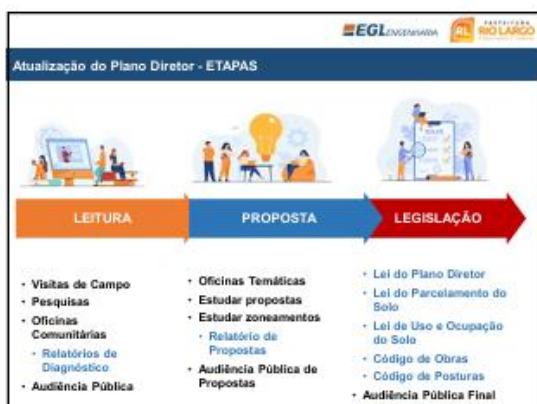 EGL ENGENHARIA
PREFEITURA
RIO LARGO
Atualização do Plano Diretor - ETAPAS
LEITURA
PROPOSTA
LEGISLAÇÃO
• Visitas de Campo
• Pesquisas
• Oficinas
Comunitárias
• Relatórios de
Diagnóstico
• Audiência Pública
• Oficinas Temáticas
• Estudar propostas
• Estudar zoneamentos
• Relatório de
Propostas
• Audiência Pública de
Propostas
• Lei do Plano Diretor
• Lei do Parcelamento do
Solo
• Lei de Uso e Ocupação
do Solo
• Código de Obras
• Código de Posturas
• Audiência Pública Final